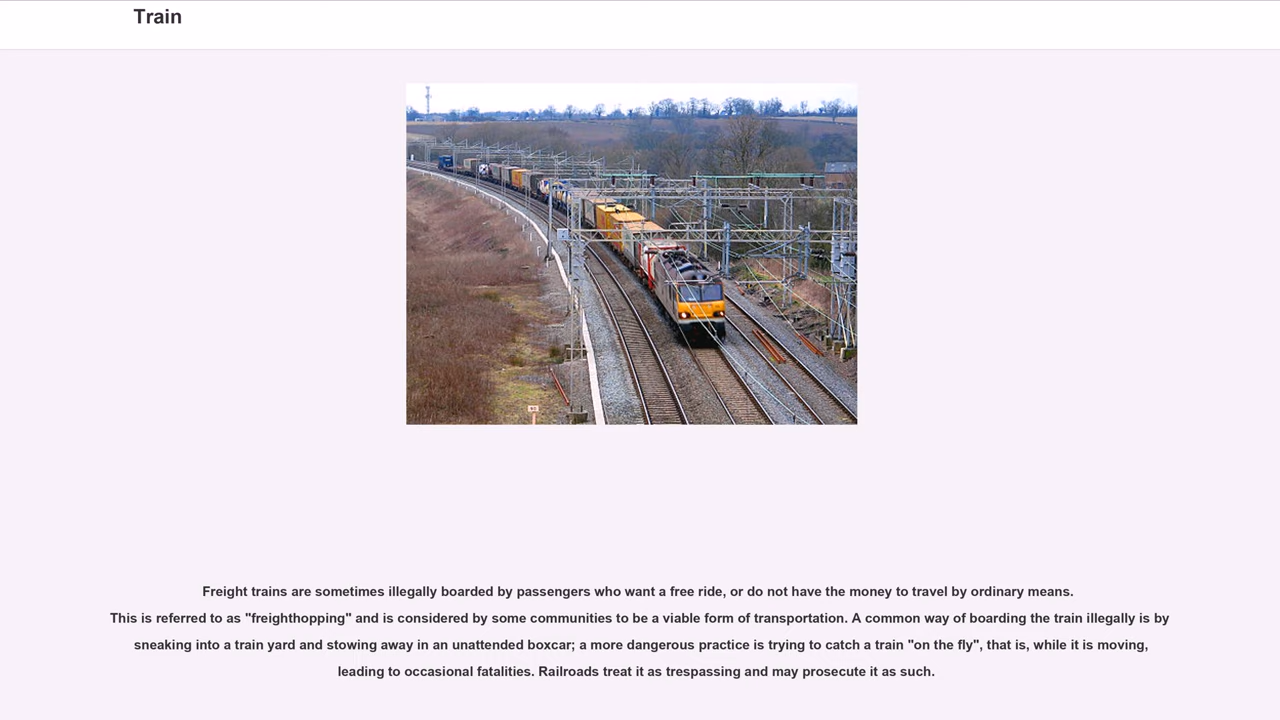 Train
Freight trains are sometimes illegally boarded by passengers who want a free ride, or do not have the money to travel by ordinary means.
This is referred to as "freighthopping" and is considered by some communities to be a viable form of transportation. A common way of boarding the train illegally is by
sneaking into a train yard and stowing away in an unattended boxcar; a more dangerous practice is trying to catch a train "on the fly", that is, while it is moving,
leading to occasional fatalities. Railroads treat it as trespassing and may prosecute it as such.